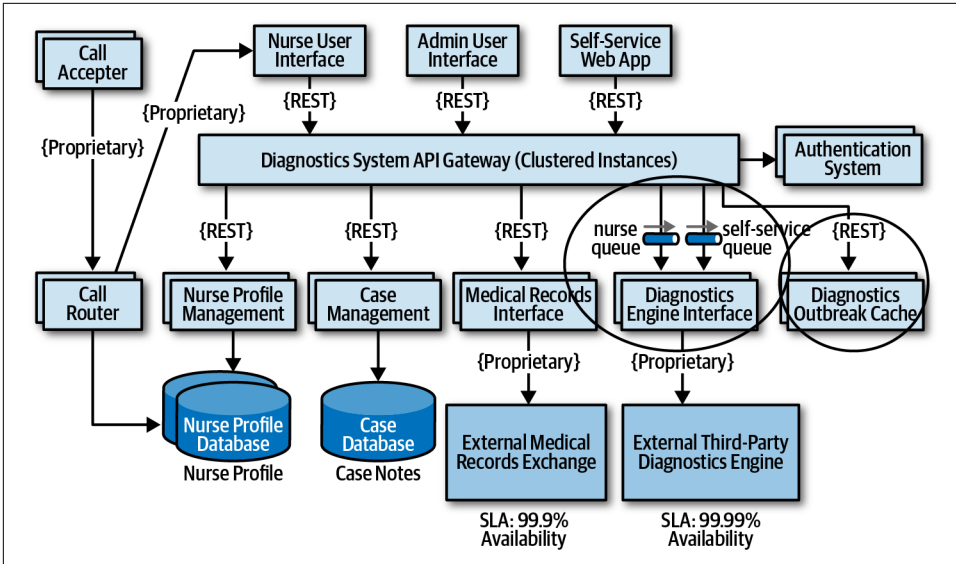 Call
Accepter
Nurse User
Interface
Admin User
Interface
Self-Service
Web App
{Proprietary}
{Proprietary}
{REST}
{REST}
{REST}
Diagnostics System API Gateway (Clustered Instances)
Authentication
System
{REST}
{REST}
{REST}
nurse
queue
self-service
queue
{REST}
Call
Router
Nurse Profile
Management
Case
Management
Medical Records
Interface
Diagnostics
Engine Interface
Diagnostics
Outbreak Cache
{Proprietary}
{Proprietary}
Nurse Profile
Database
Nurse Profile
Case
Database
Case Notes
External Medical
Records Exchange
SLA: 99.9%
Availability
External Third-Party
Diagnostics Engine
SLA: 99.99%
Availability